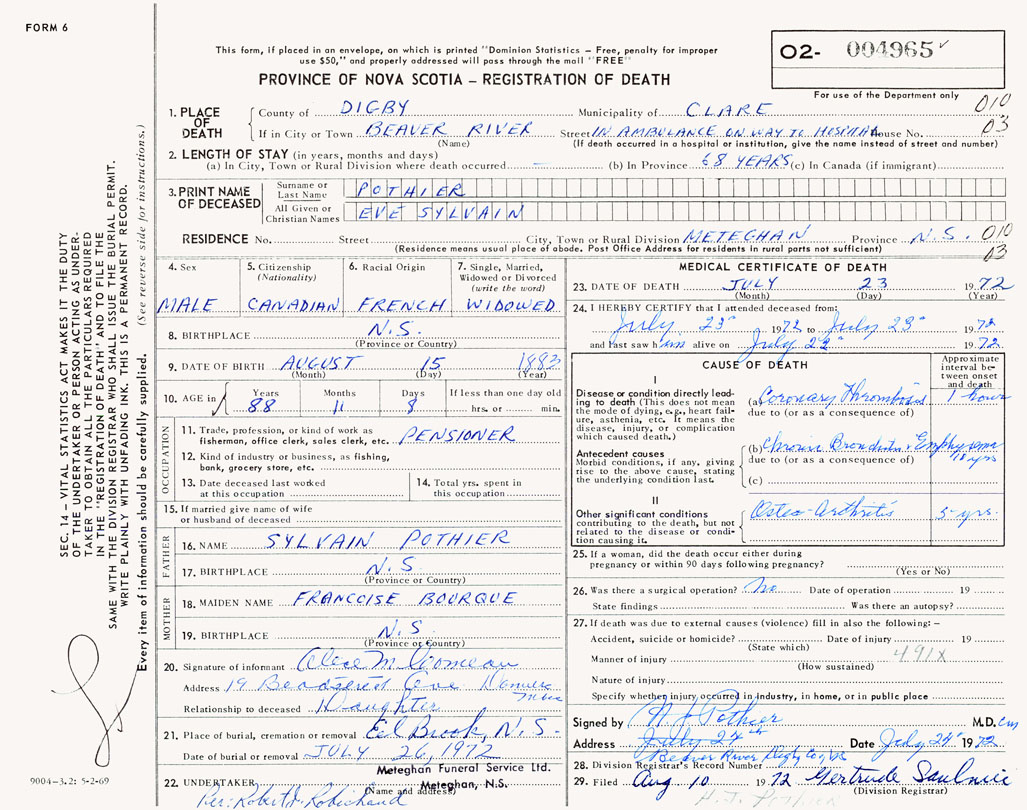 FORM 6
This form, if placed in an envelope, on which is printed "Dominion Statistics – Free, penalty for improper
use $50," and properly addressed will pass through the mail "FREE"
PROVINCE OF NOVA SCOTIA – REGISTRATION OF DEATH
02- 004965
For use of the Department only
010
03
1. PLACE OF DEATH
County of DIGBY Municipality of CLARE
If in City or Town BEAVER RIVER Street IN AMBULANCE ON WAY TO HOSPITAL House No.
(Name) (If death occurred in a hospital or institution, give the name instead of street and number)
2. LENGTH OF STAY (in years, months and days)
(a) In City, Town or Rural Division where death occurred — (b) In Province 68 YEARS (c) In Canada (if immigrant)
3. PRINT NAME OF DECEASED
Surname or Last Name POTHIER
All Given or Christian Names EVE SYLVAIN
RESIDENCE No. Street City, Town or Rural Division METEGHAN Province N.S. 010
(Residence means usual place of abode. Post Office Address for residents in rural parts not sufficient) 03
4. Sex
MALE
5. Citizenship
(Nationality)
CANADIAN
6. Racial Origin
FRENCH
7. Single, Married,
Widowed or Divorced
(write the word)
WIDOWED
8. BIRTHPLACE N.S.
(Province or Country)
9. DATE OF BIRTH AUGUST 15 1883
(Month) (Day) (Year)
10. AGE in Years Months Days If less than one day old
88 11 8 hrs. or min.
OCCUPATION
11. Trade, profession, or kind of work as
fisherman, office clerk, sales clerk, etc. PENSIONER
12. Kind of industry or business, as fishing,
bank, grocery store, etc.
13. Date deceased last worked
at this occupation
14. Total yrs. spent in
this occupation
15. If married give name of wife
or husband of deceased
FATHER
16. NAME SYLVAIN POTHIER
17. BIRTHPLACE N.S.
(Province or Country)
MOTHER
18. MAIDEN NAME FRANCOISE BOURQUE
19. BIRTHPLACE N.S
(Province or Country)
20. Signature of informant Alice M Comeau
Address 19 Ave Danvers
Mass
Relationship to deceased Daughter
21. Place of burial, cremation or removal Eel Brook, N.S.
Date of burial or removal JULY 26, 1972
Meteghan Funeral Service Ltd.
22. UNDERTAKER Meteghan, N.S.
(Name and address)
Per: Robert J. Robichaud
MEDICAL CERTIFICATE OF DEATH
23. DATE OF DEATH JULY 23 1972
(Month) (Day) (Year)
24. I HEREBY CERTIFY that I attended deceased from:
July 23" 1972 to July 23" 1972
and last saw him alive on July 1972
CAUSE OF DEATH
Approximate
interval be-
tween onset
and death
I
Disease or condition directly lead-
ing to death (This does not mean
the mode of dying, e.g., heart fail-
ure, asthenia, etc. It means the
disease, injury, or complication
which caused death.)
(a) Coronary Thrombosis 1 hour
due to (or as a consequence of)
Antecedent causes
Morbid conditions, if any, giving
rise to the above cause, stating
the underlying condition last.
(b) Chronic Bronchitis + Emphysema
yrs
due to (or as a consequence of)
(c)
II
Other significant conditions
contributing to the death, but not
related to the disease or condi-
tion causing it.
Osteo-Arthritis 5 yrs.
25. If a woman, did the death occur either during
pregnancy or within 90 days following pregnancy?
(Yes or No)
26. Was there a surgical operation? No Date of operation 19
State findings Was there an autopsy?
27. If death was due to external causes (violence) fill in also the following: –
Accident, suicide or homicide? Date of injury 19
(State which)
Manner of injury 491X
(How sustained)
Nature of injury
Specify whether injury occurred in industry, in home, or in public place
Signed by Pothier M.D. Cm
Address July 24th Date July 24" 1972
Beaver River Digby Co. NS
28. Division Registrar's Record Number
29. Filed Aug 10 1972 Gertrude Saulnier
(Division Registrar)
SEC. 14 – VITAL STATISTICS ACT MAKES IT THE DUTY
OF THE UNDERTAKER OR PERSON ACTING AS UNDER-
TAKER TO OBTAIN ALL THE PARTICULARS REQUIRED
IN THE "REGISTRATION OF DEATH" AND TO FILE THE
SAME WITH THE DIVISION REGISTRAR WHO SHALL ISSUE THE BURIAL PERMIT.
WRITE PLAINLY WITH UNFADING INK. THIS IS A PERMANENT RECORD.
Every item of information should be carefully supplied. (See reverse side for instructions.)
9004-3.2: 5-2-69